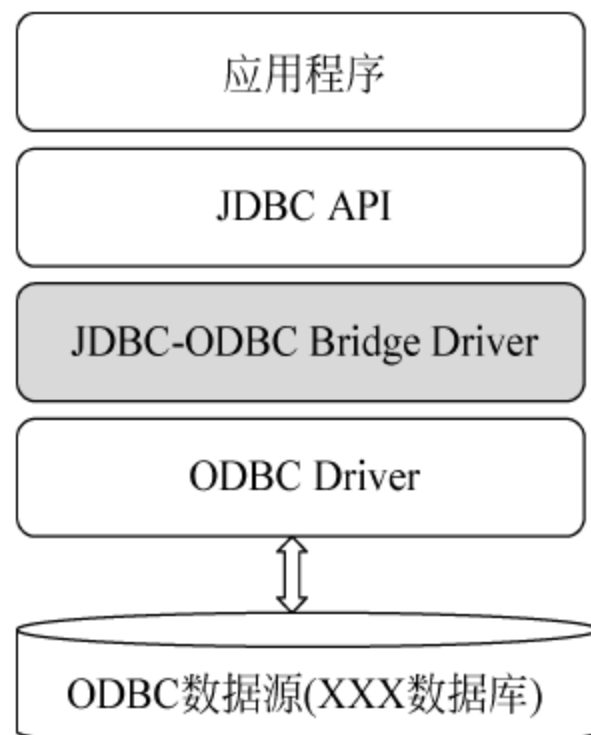 应用程序
JDBC API
JDBC-ODBC Bridge Driver
ODBC Driver
ODBC数据源(XXX数据库)